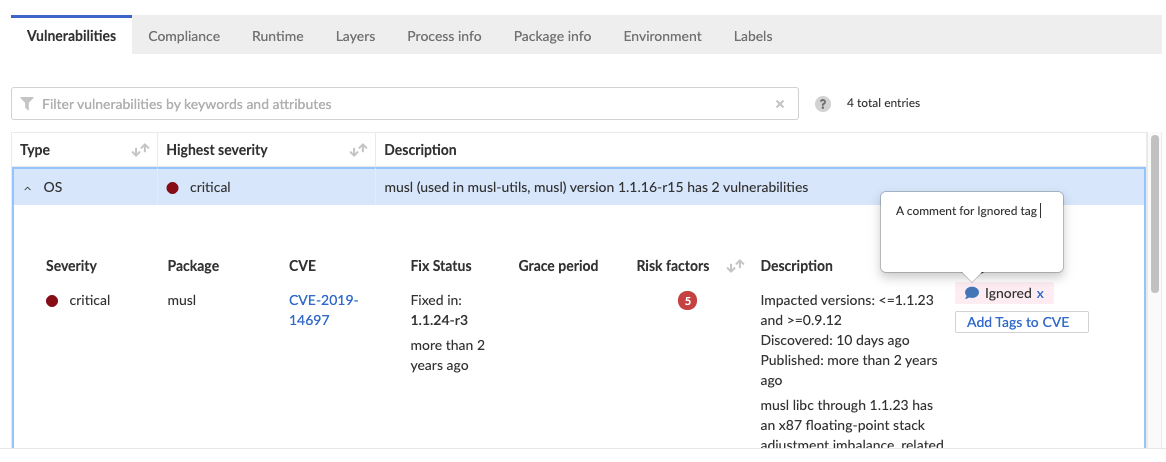 Vulnerabilities Compliance Runtime Layers Process info Package info Environment Labels
Filter vulnerabilities by keywords and attributes × ? 4 total entries
Type Highest severity Description
OS critical musl (used in musl-utils, musl) version 1.1.16-r15 has 2 vulnerabilities
A comment for Ignored tag
Severity Package CVE Fix Status Grace period Risk factors Description
critical musl CVE-2019-14697 Fixed in: 1.1.24-r3 more than 2 years ago 5
Impacted versions: <=1.1.23
and >=0.9.12
Discovered: 10 days ago
Published: more than 2 years
ago
musl libc through 1.1.23 has
an x87 floating-point stack
adjustment imbalance, related
Ignored x
Add Tags to CVE